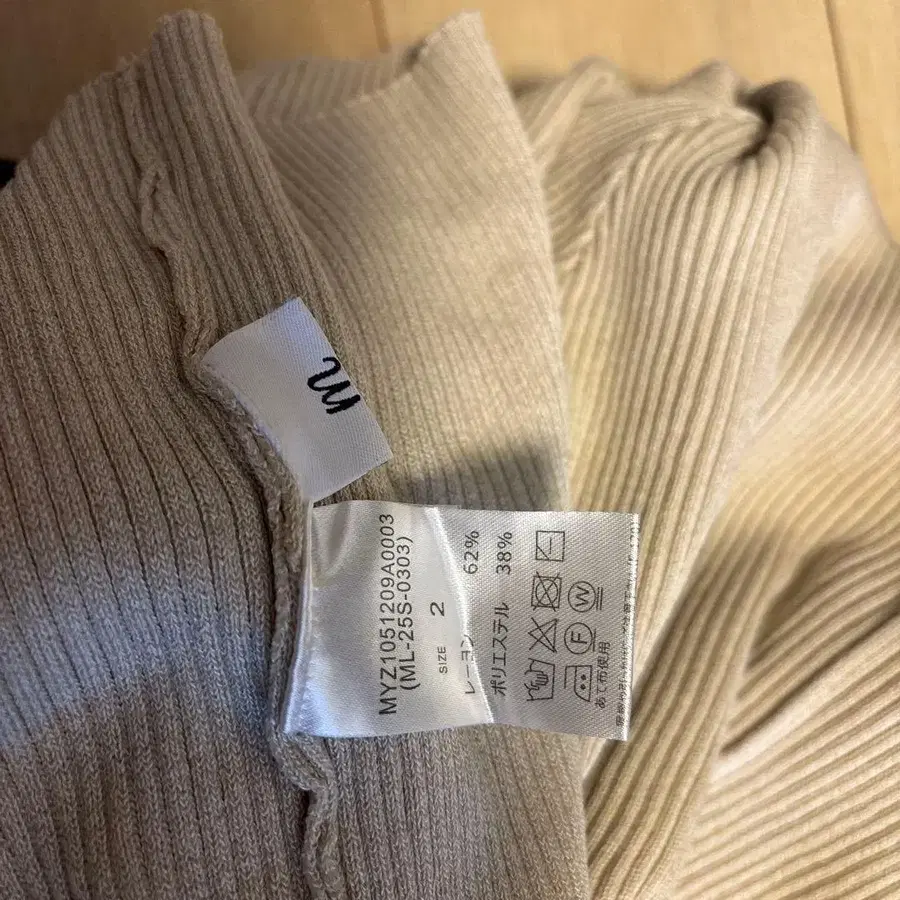 m
MYZ1051209A0003
(ML-25S-0303)
SIZE 2
レーヨン 62%
ポリエステル 38%
W
F
あて布使用